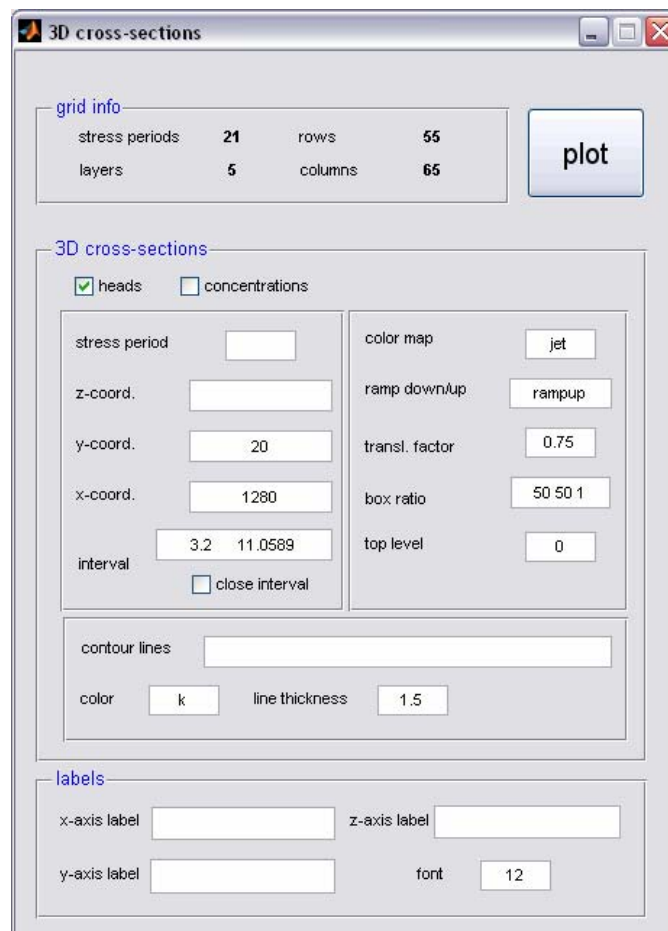 3D cross-sections
grid info
stress periods 21 rows 55
layers 5 columns 65
plot
3D cross-sections
heads concentrations
stress period
z-coord.
y-coord. 20
x-coord. 1280
interval 3.2 11.0589
close interval
color map jet
ramp down/up rampup
transl. factor 0.75
box ratio 50 50 1
top level 0
contour lines
color k line thickness 1.5
labels
x-axis label z-axis label
y-axis label font 12